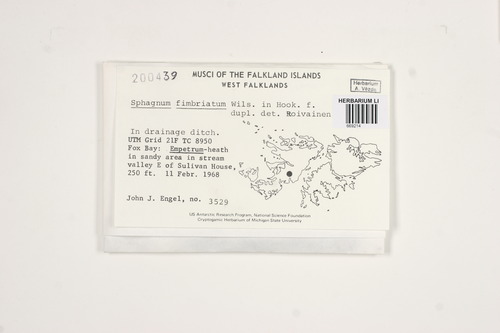 200439
MUSCI OF THE FALKLAND ISLANDS
WEST FALKLANDS
Herbarium
A. Vězda
Sphagnum fimbriatum Wils. in Hook. f.
dupl. det. Roivainen
HERBARIUM LI
669214
In drainage ditch.
UTM Grid 21F TC 8950
Fox Bay: Empetrum-heath
in sandy area in stream
valley E of Sulivan House,
250 ft. 11 Febr. 1968
John J. Engel, no. 3529
US Antarctic Research Program, National Science Foundation
Cryptogamic Herbarium of Michigan State University